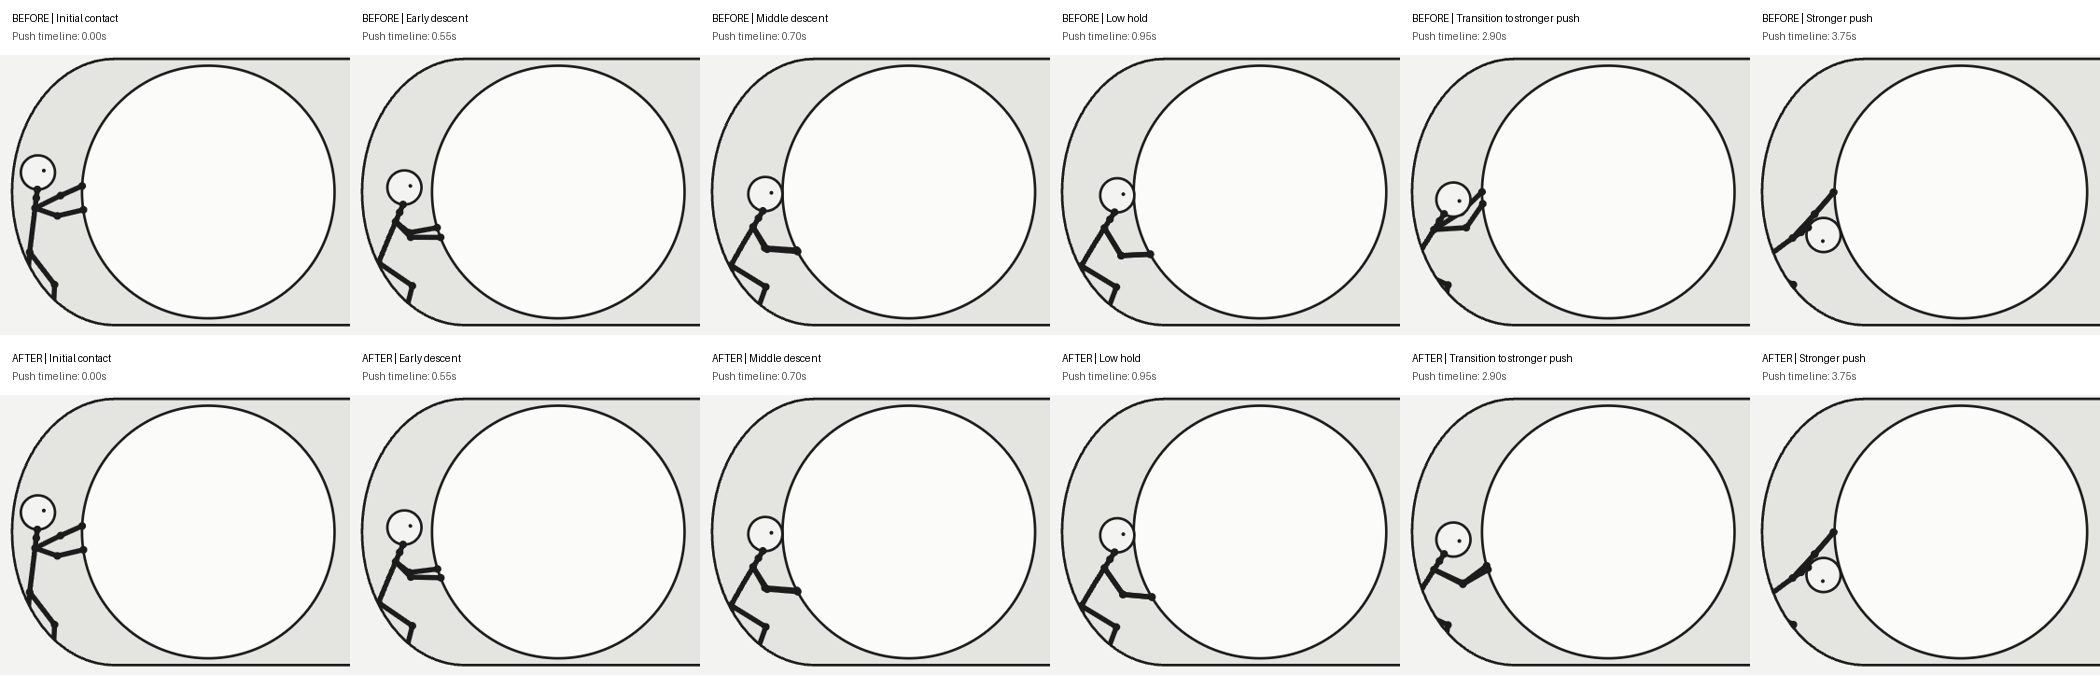 BEFORE | Initial contact
Push timeline: 0.00s
BEFORE | Early descent
Push timeline: 0.55s
BEFORE | Middle descent
Push timeline: 0.70s
BEFORE | Low hold
Push timeline: 0.95s
BEFORE | Transition to stronger push
Push timeline: 2.90s
BEFORE | Stronger push
Push timeline: 3.75s
AFTER | Initial contact
Push timeline: 0.00s
AFTER | Early descent
Push timeline: 0.55s
AFTER | Middle descent
Push timeline: 0.70s
AFTER | Low hold
Push timeline: 0.95s
AFTER | Transition to stronger push
Push timeline: 2.90s
AFTER | Stronger push
Push timeline: 3.75s